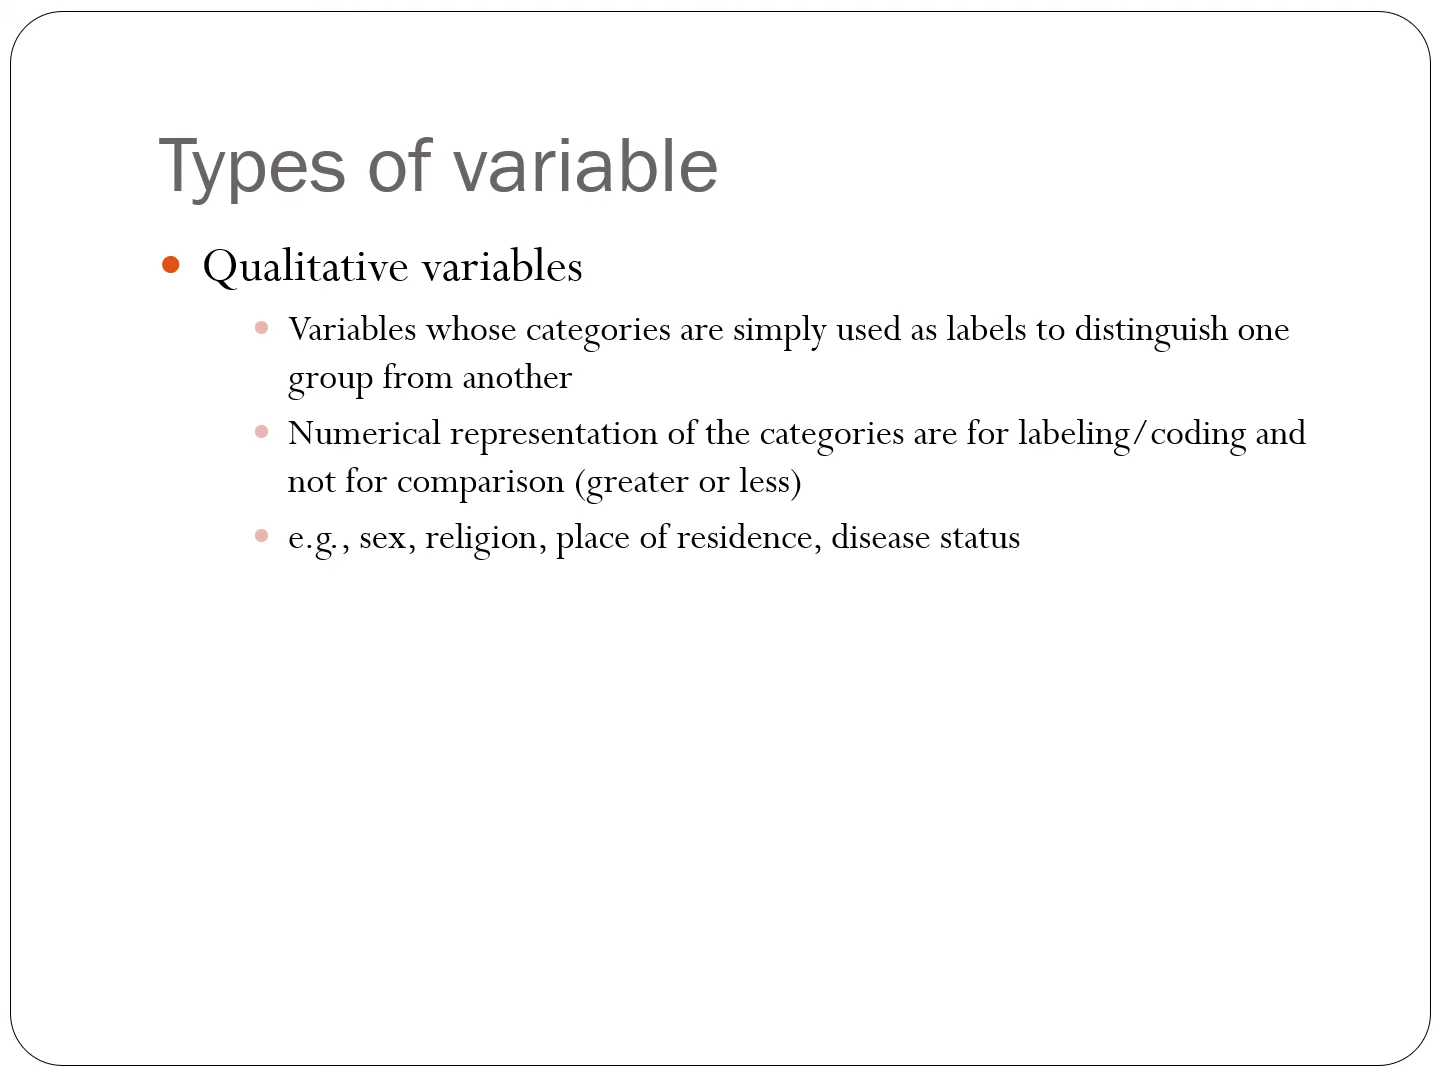 Types of variable
Qualitative variables
Variables whose categories are simply used as labels to distinguish one
group from another
Numerical representation of the categories are for labeling/coding and
not for comparison (greater or less)
e.g., sex, religion, place of residence, disease status